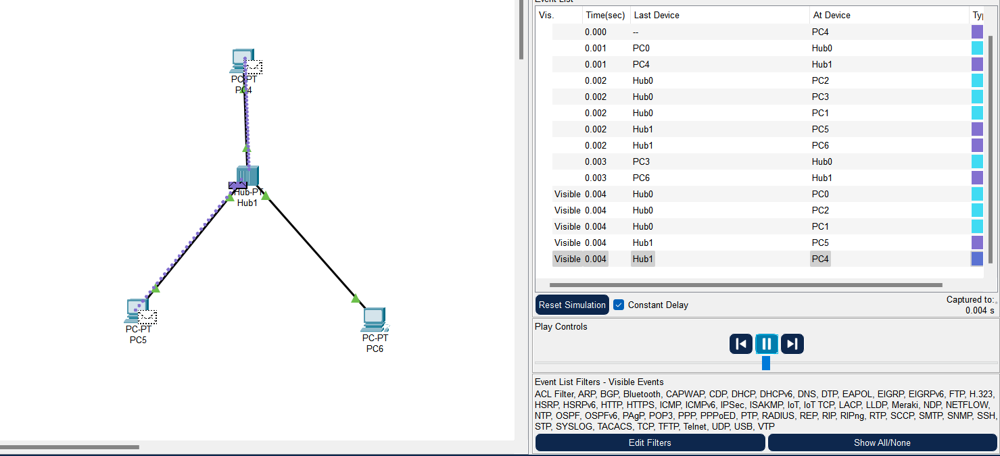 PC-PT
PC4
Hub-PT
Hub1
PC-PT
PC5
PC-PT
PC6
Event List
Vis. Time(sec) Last Device At Device Typ
0.000 -- PC4
0.001 PC0 Hub0
0.001 PC4 Hub1
0.002 Hub0 PC2
0.002 Hub0 PC3
0.002 Hub0 PC1
0.002 Hub1 PC5
0.002 Hub1 PC6
0.003 PC3 Hub0
0.003 PC6 Hub1
Visible 0.004 Hub0 PC0
Visible 0.004 Hub0 PC2
Visible 0.004 Hub0 PC1
Visible 0.004 Hub1 PC5
Visible 0.004 Hub1 PC4
Reset Simulation Constant Delay Captured to:
0.004 s
Play Controls
Event List Filters - Visible Events
ACL Filter, ARP, BGP, Bluetooth, CAPWAP, CDP, DHCP, DHCPv6, DNS, DTP, EAPOL, EIGRP, EIGRPv6, FTP, H.323,
HSRP, HSRPv6, HTTP, HTTPS, ICMP, ICMPv6, IPSec, ISAKMP, IoT, IoT TCP, LACP, LLDP, Meraki, NDP, NETFLOW,
NTP, OSPF, OSPFv6, PAgP, POP3, PPP, PPPoED, PTP, RADIUS, REP, RIP, RIPng, RTP, SCCP, SMTP, SNMP, SSH,
STP, SYSLOG, TACACS, TCP, TFTP, Telnet, UDP, USB, VTP
Edit Filters Show All/None